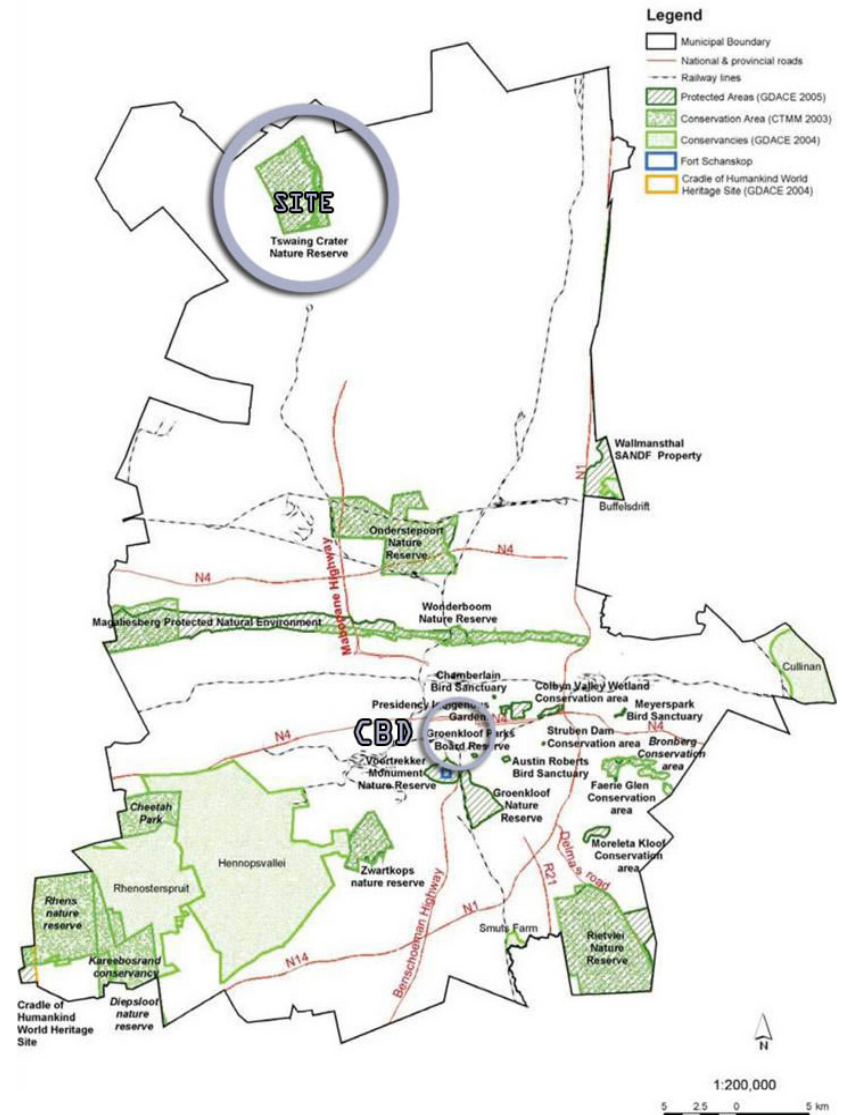 Legend
Municipal Boundary
National & provincial roads
Railway lines
Protected Areas (GDACE 2005)
Conservation Area (CTMM 2003)
Conservancies (GDACE 2004)
Fort Schanskop
Cradle of Humankind World
Heritage Site (GDACE 2004)
SITE
Tswaing Crater
Nature Reserve
Wallmansthal
SANDF Property
N1
Buffelsdrift
Onderstepoort
Nature
Reserve
N4
N4
Mabopane Highway
Wonderboom
Nature Reserve
Magaliesberg Protected Natural Environment
Cullinan
Chamberlain
Bird Sanctuary
Colbyn Valley Wetland
Conservation area
Presidency Indigenous
Garden
Meyerspark
Bird Sanctuary
N4
N4
N4
CBD
Groenkloof Parks
Board Reserve
Struben Dam
Conservation area
Bronberg
Conservation
area
Voortrekker
Monument
Nature Reserve
Austin Roberts
Bird Sanctuary
Faerie Glen
Conservation
area
Groenkloof
Nature
Reserve
Cheetah
Park
Moreleta Kloof
Conservation
area
Delmas road
R21
Hennopsvallei
Zwartkops
nature reserve
Rhenosterspruit
Rhens
nature
reserve
Benschoeman Highway
N1
Smuts Farm
Rietvlei
Nature
Reserve
N14
Kareebosrand
conservancy
Diepsloot
nature
reserve
Cradle of
Humankind
World Heritage
Site
N
1:200,000
5 2.5 0 5 km